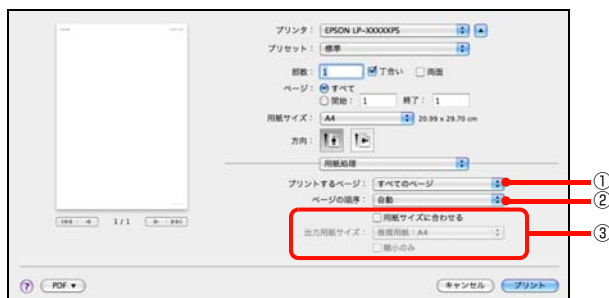 プリンタ： EPSON LP-XXXXXPS
プリセット： 標準
部数： 1 丁合い 両面
ページ： すべて
開始： 1 終了： 1
用紙サイズ： A4 20.99 x 29.70 cm
方向：
用紙処理
プリントするページ： すべてのページ ①
ページの順序： 自動 ②
用紙サイズに合わせる
出力用紙サイズ： 推奨用紙：A4 ③
縮小のみ
1 / 1
? PDF ▼ キャンセル プリント